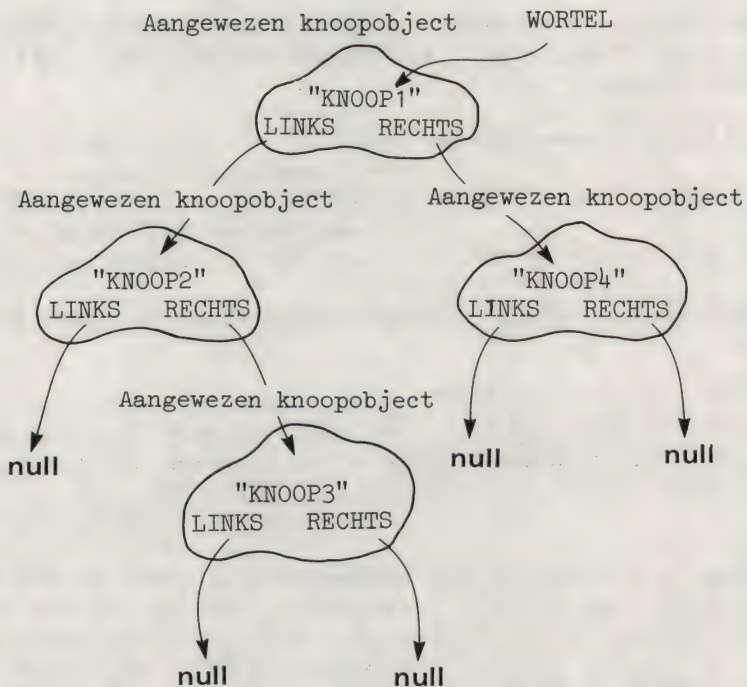 Aangewezen knoopobject WORTEL
"KNOOP1"
LINKS RECHTS
Aangewezen knoopobject Aangewezen knoopobject
"KNOOP2" "KNOOP4"
LINKS RECHTS LINKS RECHTS
Aangewezen knoopobject
null null null
"KNOOP3"
LINKS RECHTS
null null